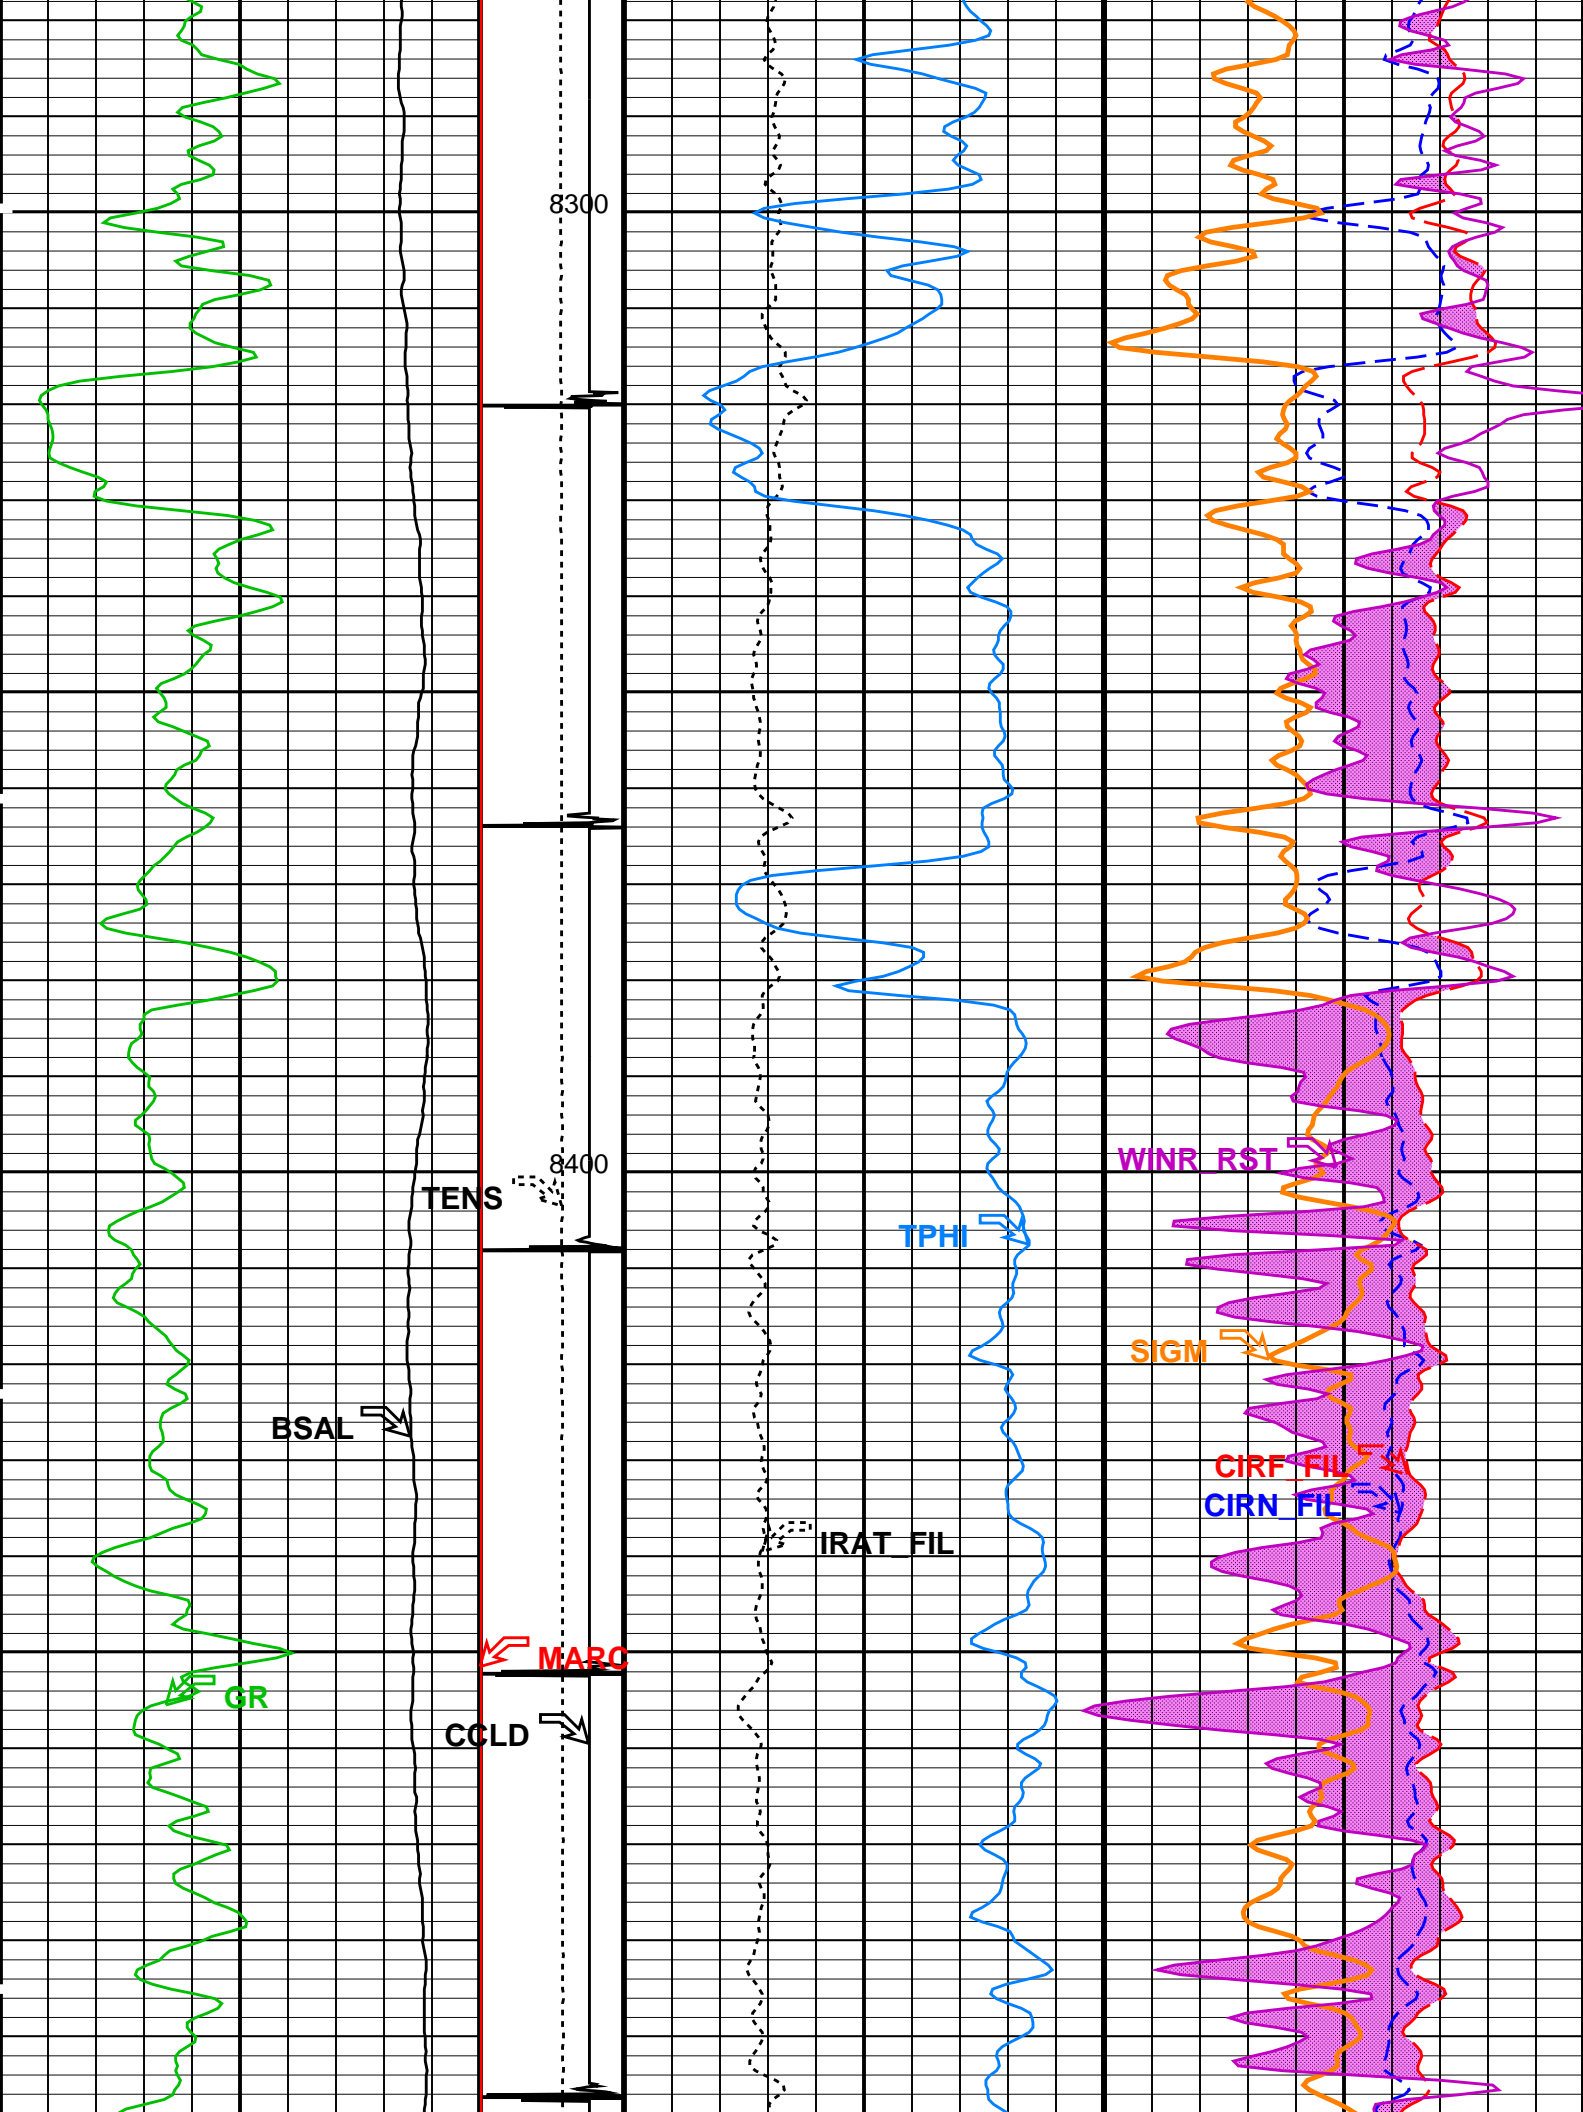 8300
8400
WINR_RST
TENS
TPHI
SIGM
BSAL
CIRF_FIL
CIRN_FIL
IRAT_FIL
MARC
GR
CCLD